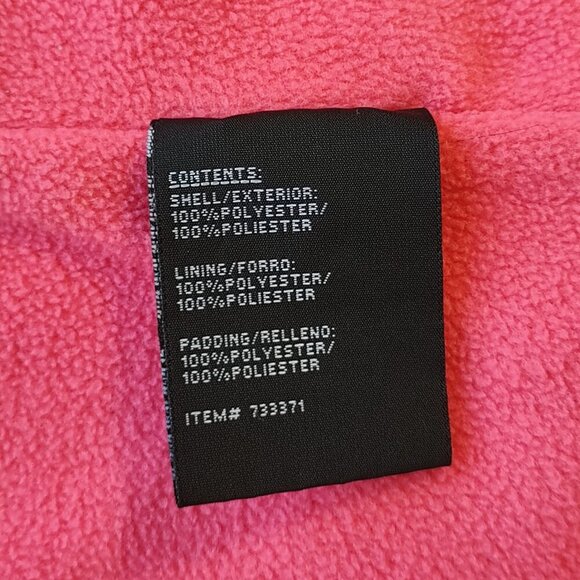 CONTENTS:
SHELL/EXTERIOR:
100%POLYESTER/
100%POLIESTER
LINING/FORRO:
100%POLYESTER/
100%POLIESTER
PADDING/RELLENO:
100%POLYESTER/
100%POLIESTER
ITEM# 733371